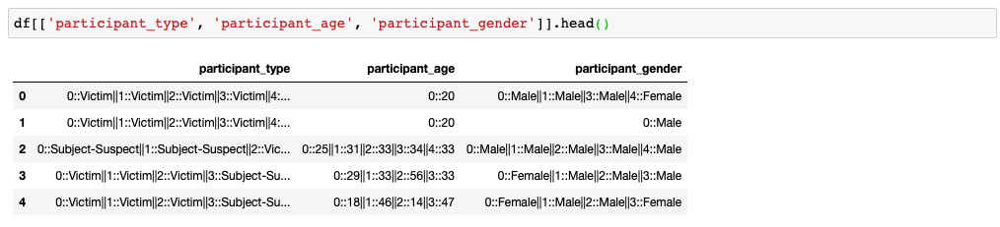 df[['participant_type', 'participant_age', 'participant_gender']].head()
participant_type participant_age participant_gender
0 0::Victim||1::Victim||2::Victim||3::Victim||4:... 0::20 0::Male||1::Male||3::Male||4::Female
1 0::Victim||1::Victim||2::Victim||3::Victim||4:... 0::20 0::Male
2 0::Subject-Suspect||1::Subject-Suspect||2::Vic... 0::25||1::31||2::33||3::34||4::33 0::Male||1::Male||2::Male||3::Male||4::Male
3 0::Victim||1::Victim||2::Victim||3::Subject-Su... 0::29||1::33||2::56||3::33 0::Female||1::Male||2::Male||3::Male
4 0::Victim||1::Victim||2::Victim||3::Subject-Su... 0::18||1::46||2::14||3::47 0::Female||1::Male||2::Male||3::Female